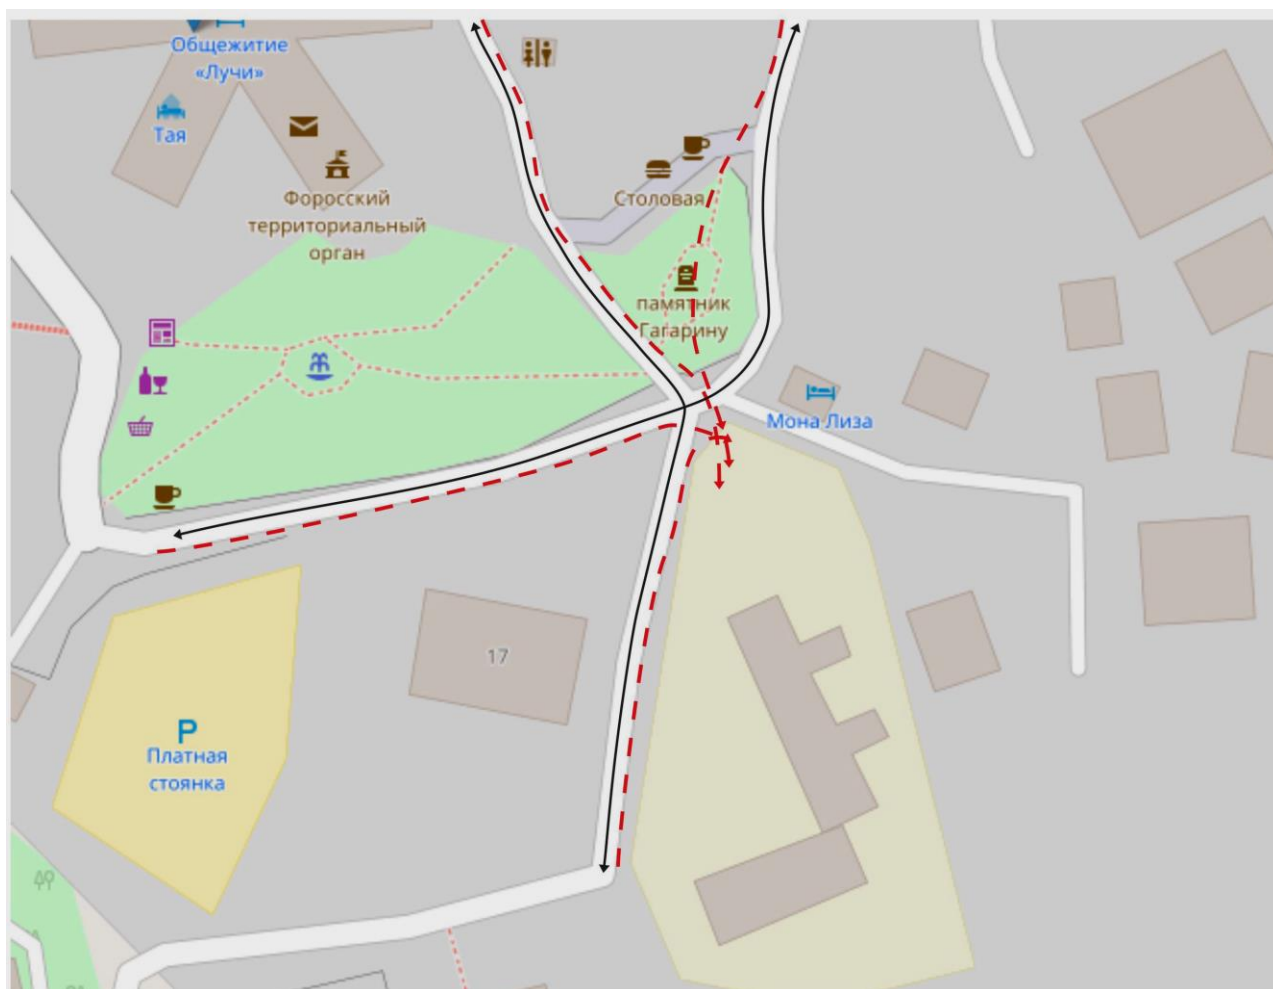 Общежитие
«Лучи»
Тая
Форосский
территориальный
орган
Столовая
памятник
Гагарину
Мона Лиза
17
P
Платная
стоянка